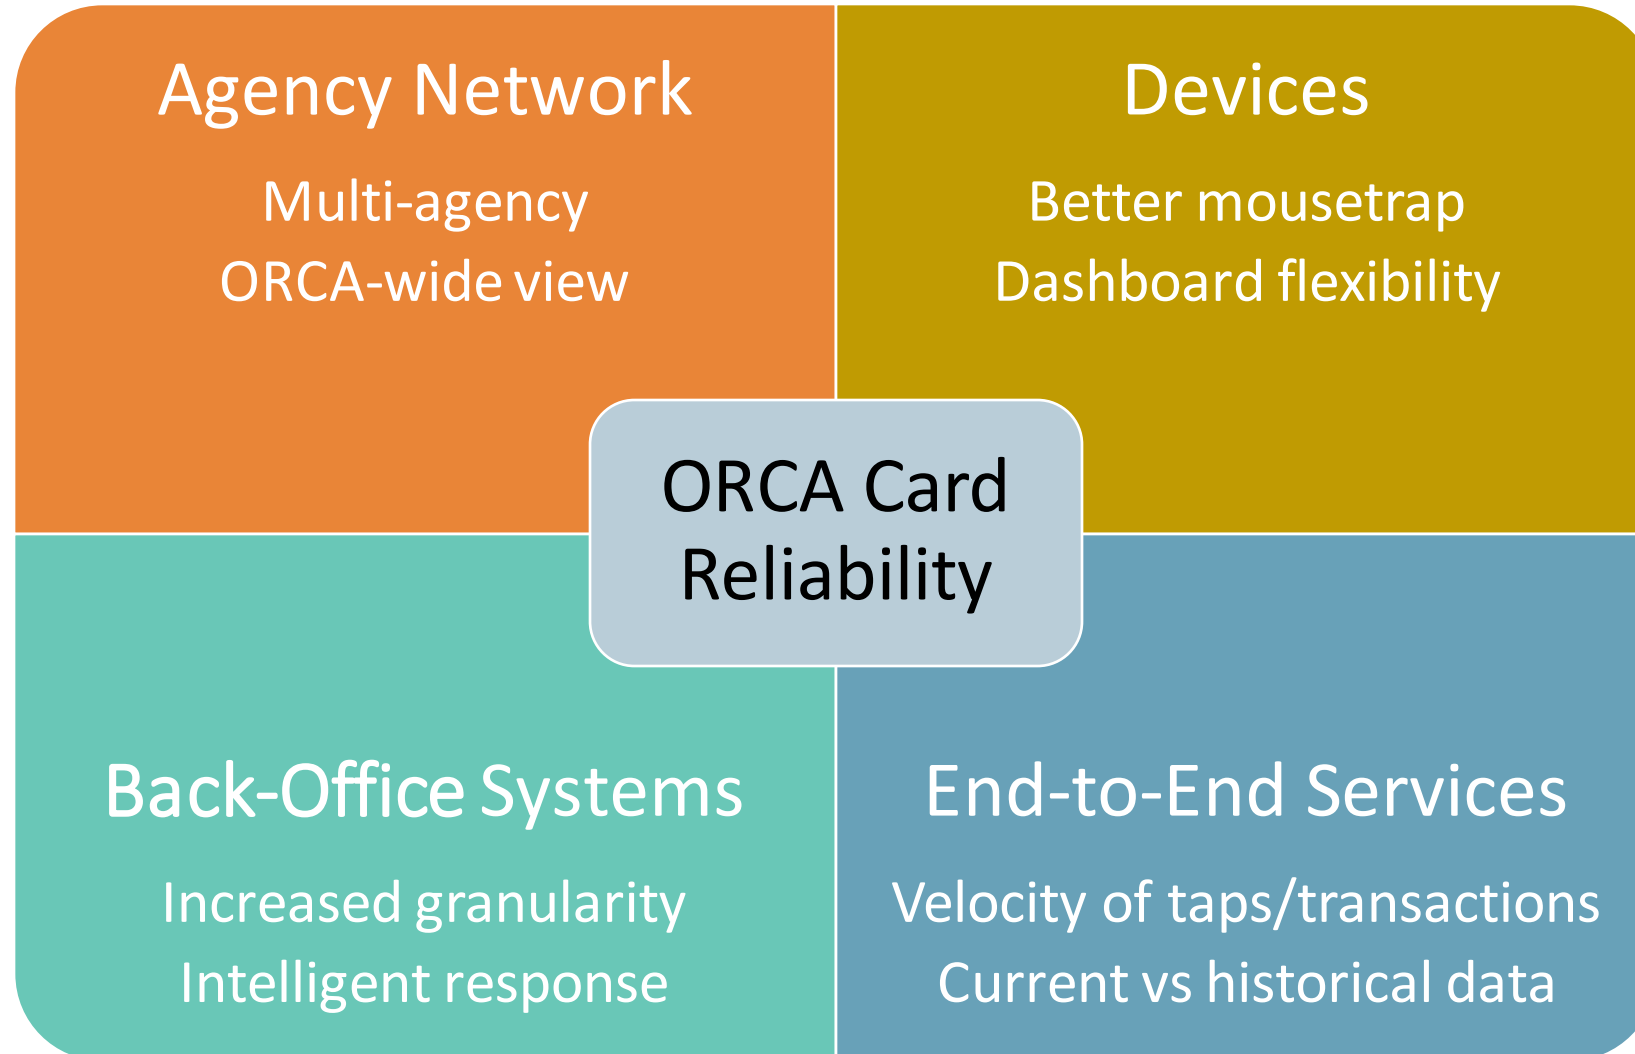 Agency Network
Multi-agency
ORCA-wide view
Devices
Better mousetrap
Dashboard flexibility
ORCA Card
Reliability
Back-Office Systems
Increased granularity
Intelligent response
End-to-End Services
Velocity of taps/transactions
Current vs historical data